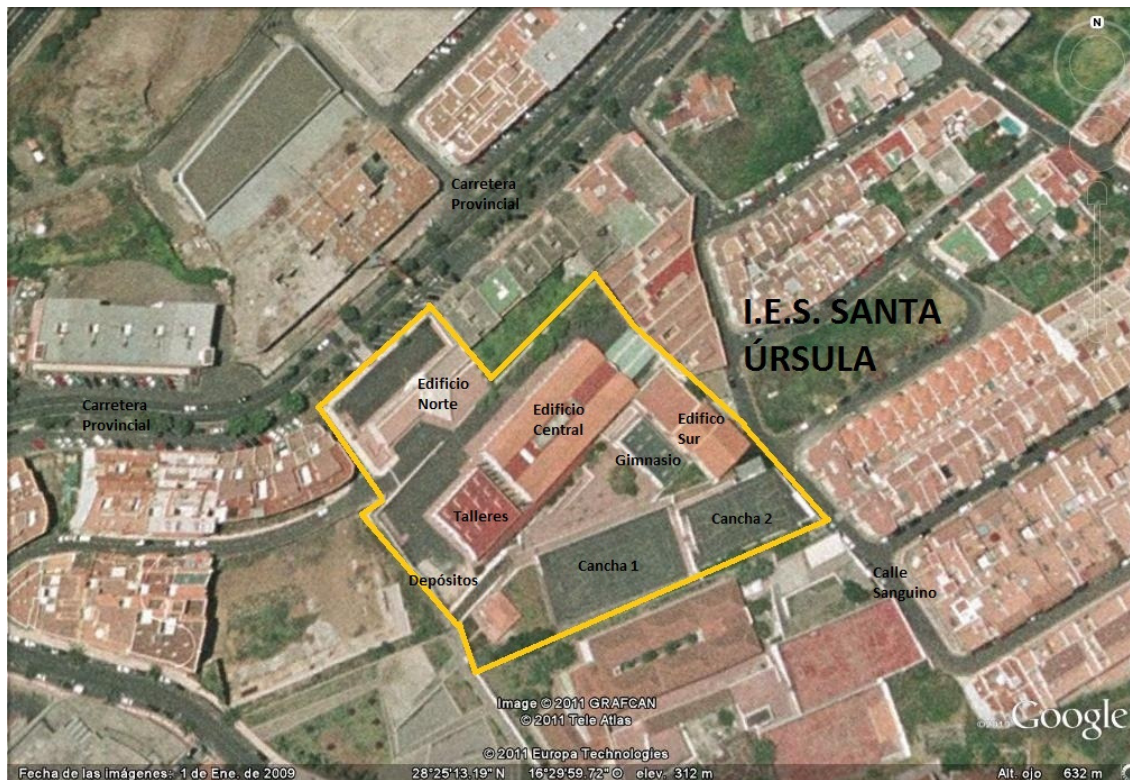 N
Carretera
Provincial
I.E.S. SANTA
ÚRSULA
Edificio
Norte
Carretera
Provincial
Edificio
Central
Edifico
Sur
Gimnasio
Talleres
Cancha 2
Cancha 1
Depósitos
Calle
Sanguino
Image © 2011 GRAFCAN
© 2011 Tele Atlas
© 2011 Europa Technologies
Google
Fecha de las imágenes: 1 de Ene. de 2009
28°25'13.19" N 16°29'59.72" O elev. 312 m
Alt. ojo 632 m